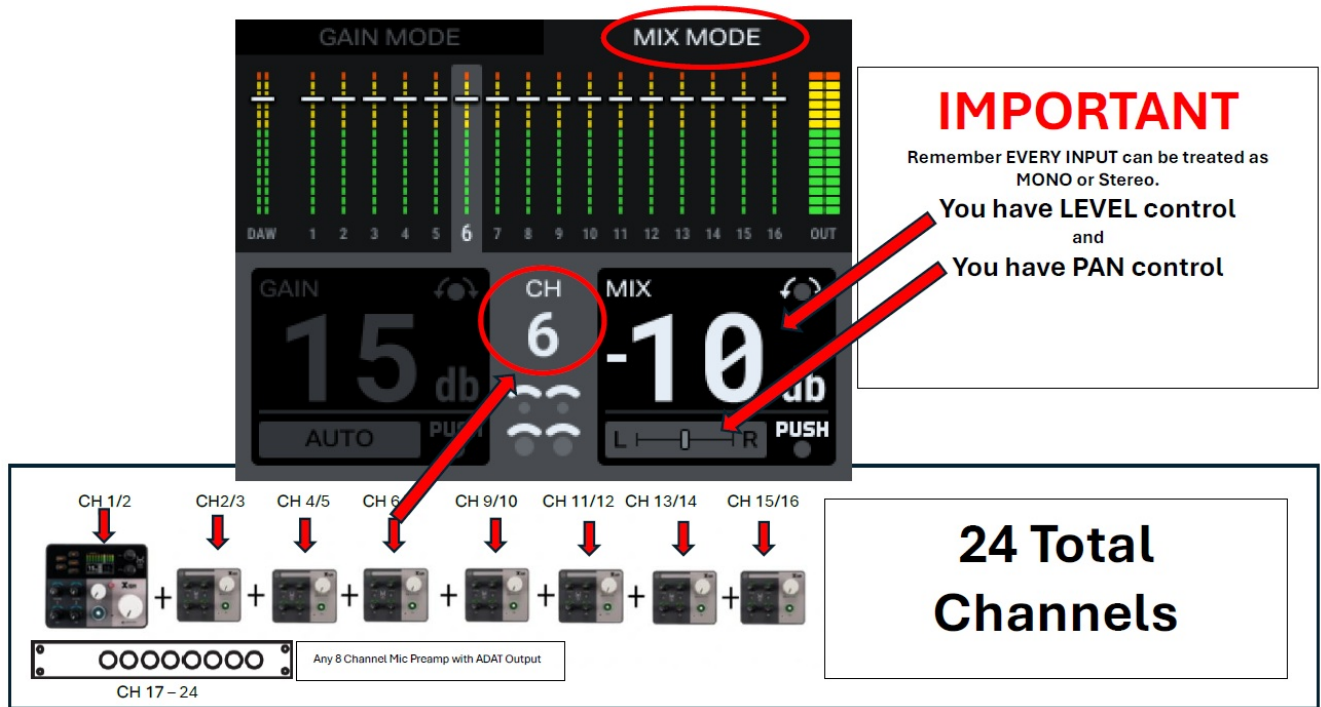 GAIN MODE
MIX MODE
DAW 1 2 3 4 5 6 7 8 9 10 11 12 13 14 15 16 OUT
GAIN
15 db
AUTO
PUSH
CH
6
MIX
-10 db
L R
PUSH
IMPORTANT
Remember EVERY INPUT can be treated as
MONO or Stereo.
You have LEVEL control
and
You have PAN control
CH 1/2 CH2/3 CH 4/5 CH 6 CH 9/10 CH 11/12 CH 13/14 CH 15/16
+ + + + + + +
Any 8 Channel Mic Preamp with ADAT Output
CH 17 – 24
24 Total
Channels